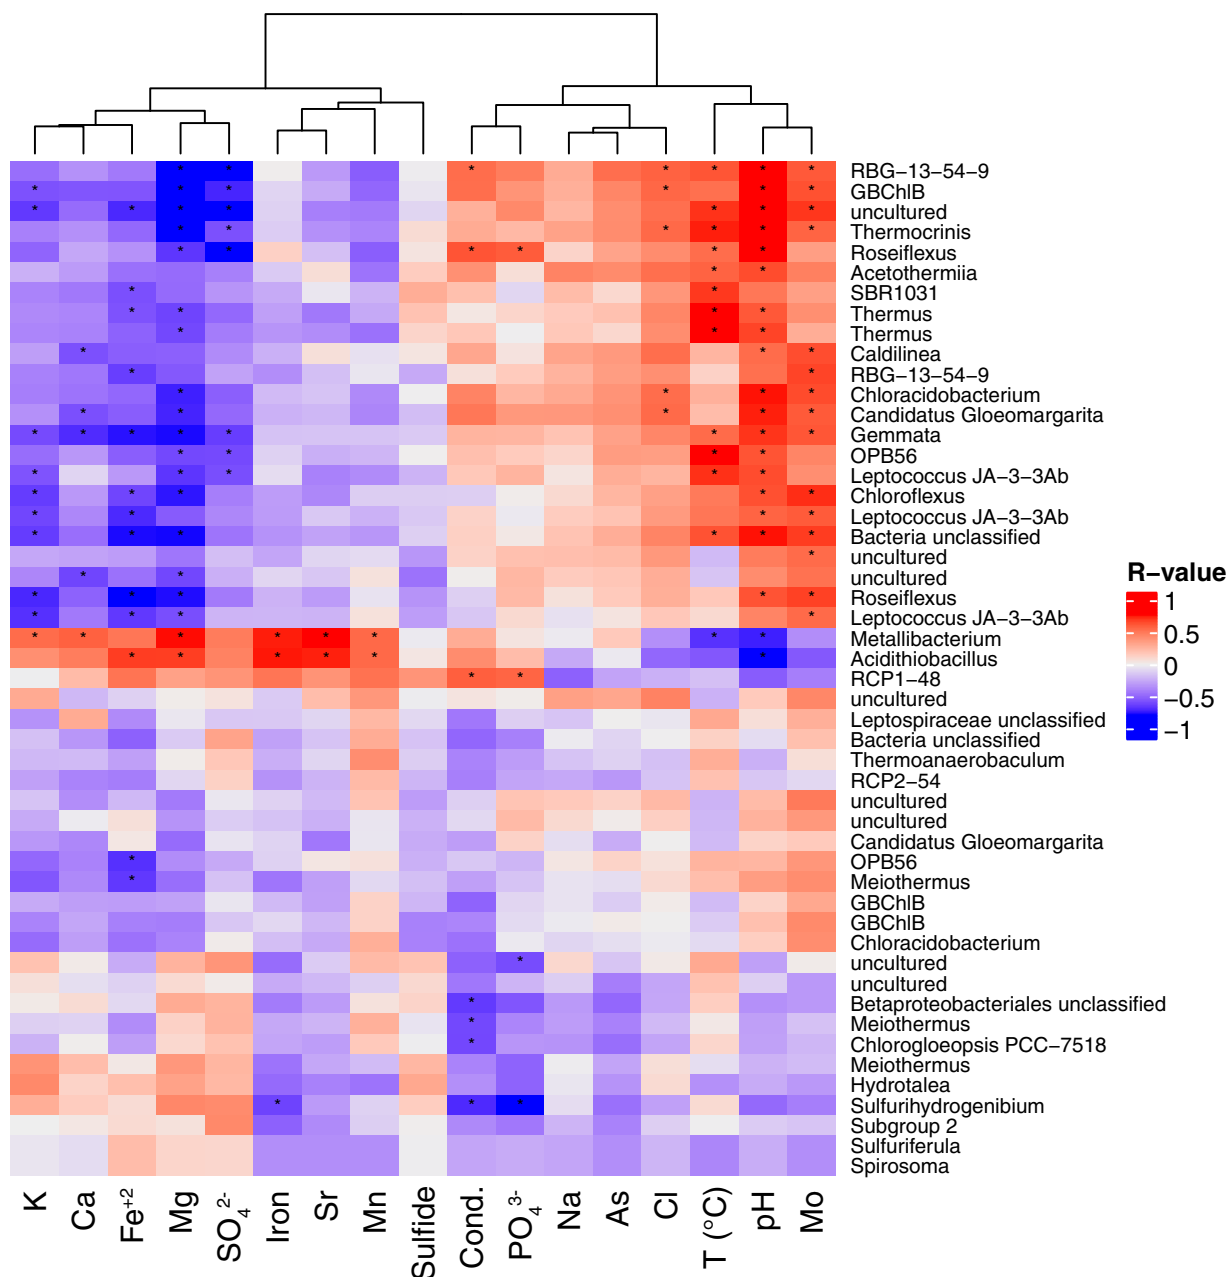 RBG-13-54-9
GBChlB
uncultured
Thermocrinis
Roseiflexus
Acetothermiia
SBR1031
Thermus
Thermus
Caldilinea
RBG-13-54-9
Chloracidobacterium
Candidatus Gloeomargarita
Gemmata
OPB56
Leptococcus JA-3-3Ab
Chloroflexus
Leptococcus JA-3-3Ab
Bacteria unclassified
uncultured
uncultured
Roseiflexus
Leptococcus JA-3-3Ab
Metallibacterium
Acidithiobacillus
RCP1-48
uncultured
Leptospiraceae unclassified
Bacteria unclassified
Thermoanaerobaculum
RCP2-54
uncultured
uncultured
Candidatus Gloeomargarita
OPB56
Meiothermus
GBChlB
GBChlB
Chloracidobacterium
uncultured
uncultured
Betaproteobacteriales unclassified
Meiothermus
Chlorogloeopsis PCC-7518
Meiothermus
Hydrotalea
Sulfurihydrogenibium
Subgroup 2
Sulfuriferula
Spirosoma
R-value
1
0.5
0
-0.5
-1
K
Ca
Fe⁺²
Mg
SO₄²⁻
Iron
Sr
Mn
Sulfide
Cond.
PO₄³⁻
Na
As
Cl
T (°C)
pH
Mo